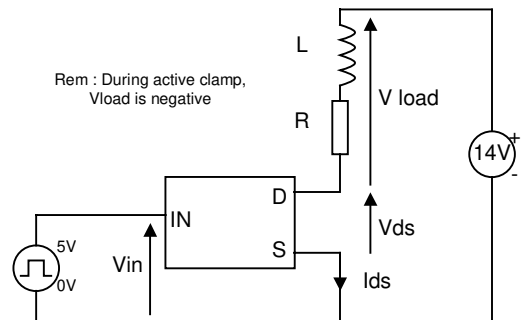 L
Rem : During active clamp,
Vload is negative
V load
R
14V
+
-
D
IN
Vds
S
5V
0V
Vin
Ids